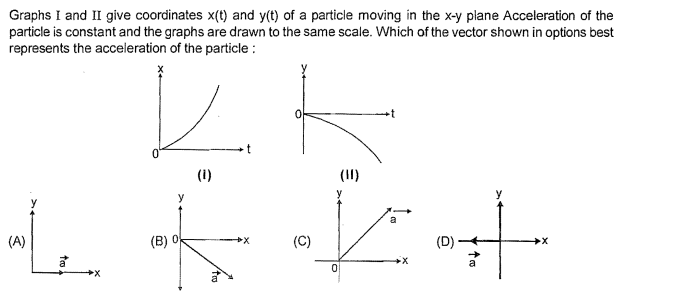 Graphs I and II give coordinates x(t) and y(t) of a particle moving in the x-y plane Acceleration of the
particle is constant and the graphs are drawn to the same scale. Which of the vector shown in options best
represents the acceleration of the particle :
x
0
t
(I)
y
0
t
(II)
(A)
y
a
x
(B)
y
0
x
a
(C)
y
0
a
x
(D)
y
x
a